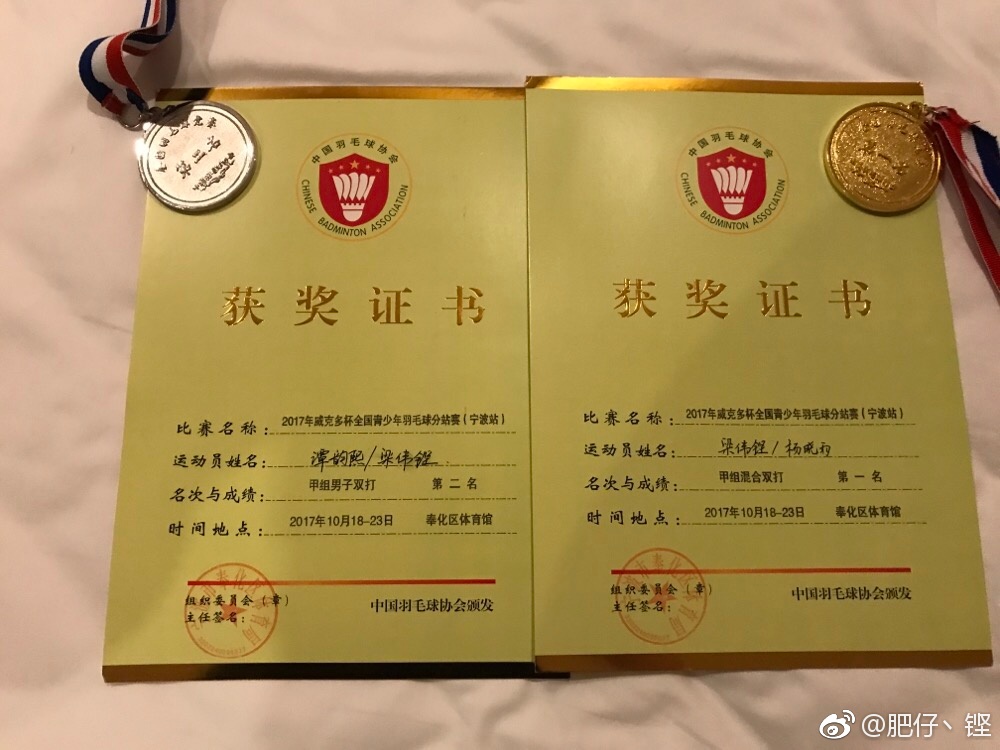 中国羽毛球协会
CHINESE BADMINTON ASSOCIATION
获奖证书
比赛名称：2017年威克多杯全国青少年羽毛球分站赛（宁波站）
运动员姓名：谭鈞熙/梁伟铿
名次与成绩：甲组男子双打 第二名
时间地点：2017年10月18-23日 奉化区体育馆
组织委员会（章）
主任签名：
中国羽毛球协会颁发
中国羽毛球协会
CHINESE BADMINTON ASSOCIATION
获奖证书
比赛名称：2017年威克多杯全国青少年羽毛球分站赛（宁波站）
运动员姓名：梁伟铿/杨晓初
名次与成绩：甲组混合双打 第一名
时间地点：2017年10月18-23日 奉化区体育馆
组织委员会（章）
主任签名：
中国羽毛球协会颁发
@肥仔丶铿